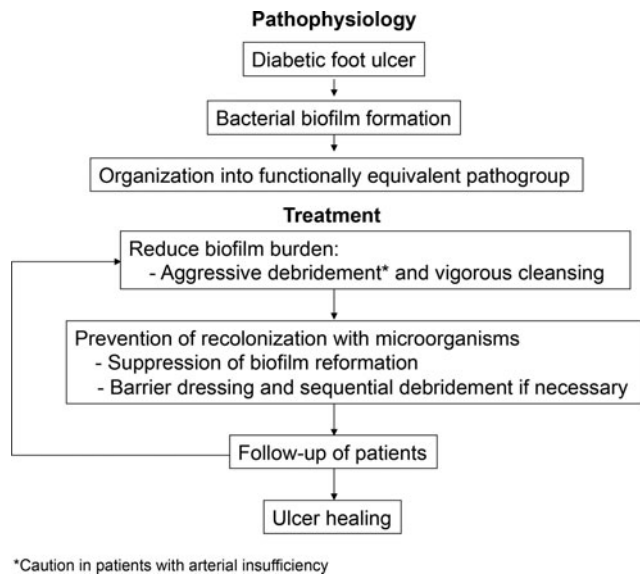 Pathophysiology
Diabetic foot ulcer
Bacterial biofilm formation
Organization into functionally equivalent pathogroup
Treatment
Reduce biofilm burden:
- Aggressive debridement* and vigorous cleansing
Prevention of recolonization with microorganisms
- Suppression of biofilm reformation
- Barrier dressing and sequential debridement if necessary
Follow-up of patients
Ulcer healing
*Caution in patients with arterial insufficiency